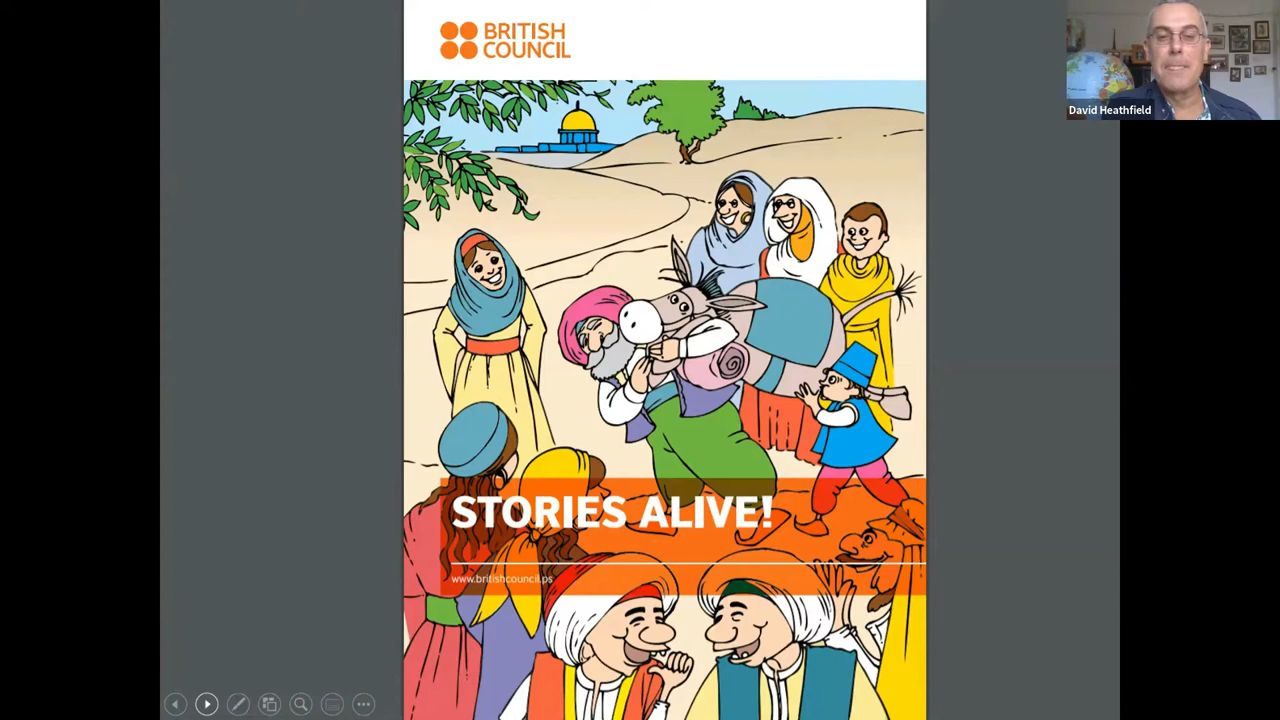 BRITISH
COUNCIL
David Heathfield
STORIES ALIVE!
www.britishcouncil.ps